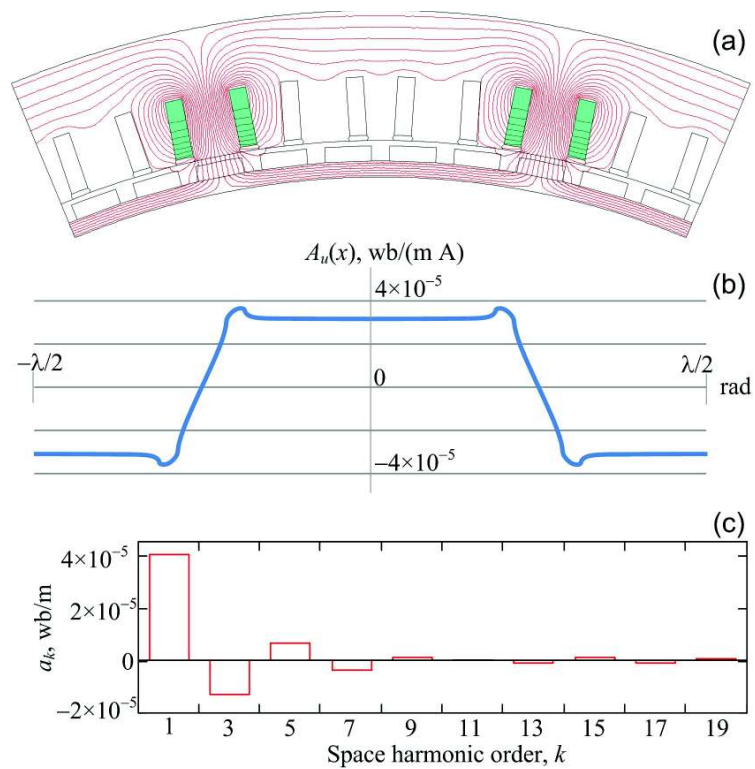 (a)
A_u(x), wb/(m A)
(b)
4×10⁻⁵
−λ/2
0
λ/2
rad
−4×10⁻⁵
(c)
4×10⁻⁵
2×10⁻⁵
0
−2×10⁻⁵
a_k, wb/m
1 3 5 7 9 11 13 15 17 19
Space harmonic order, k